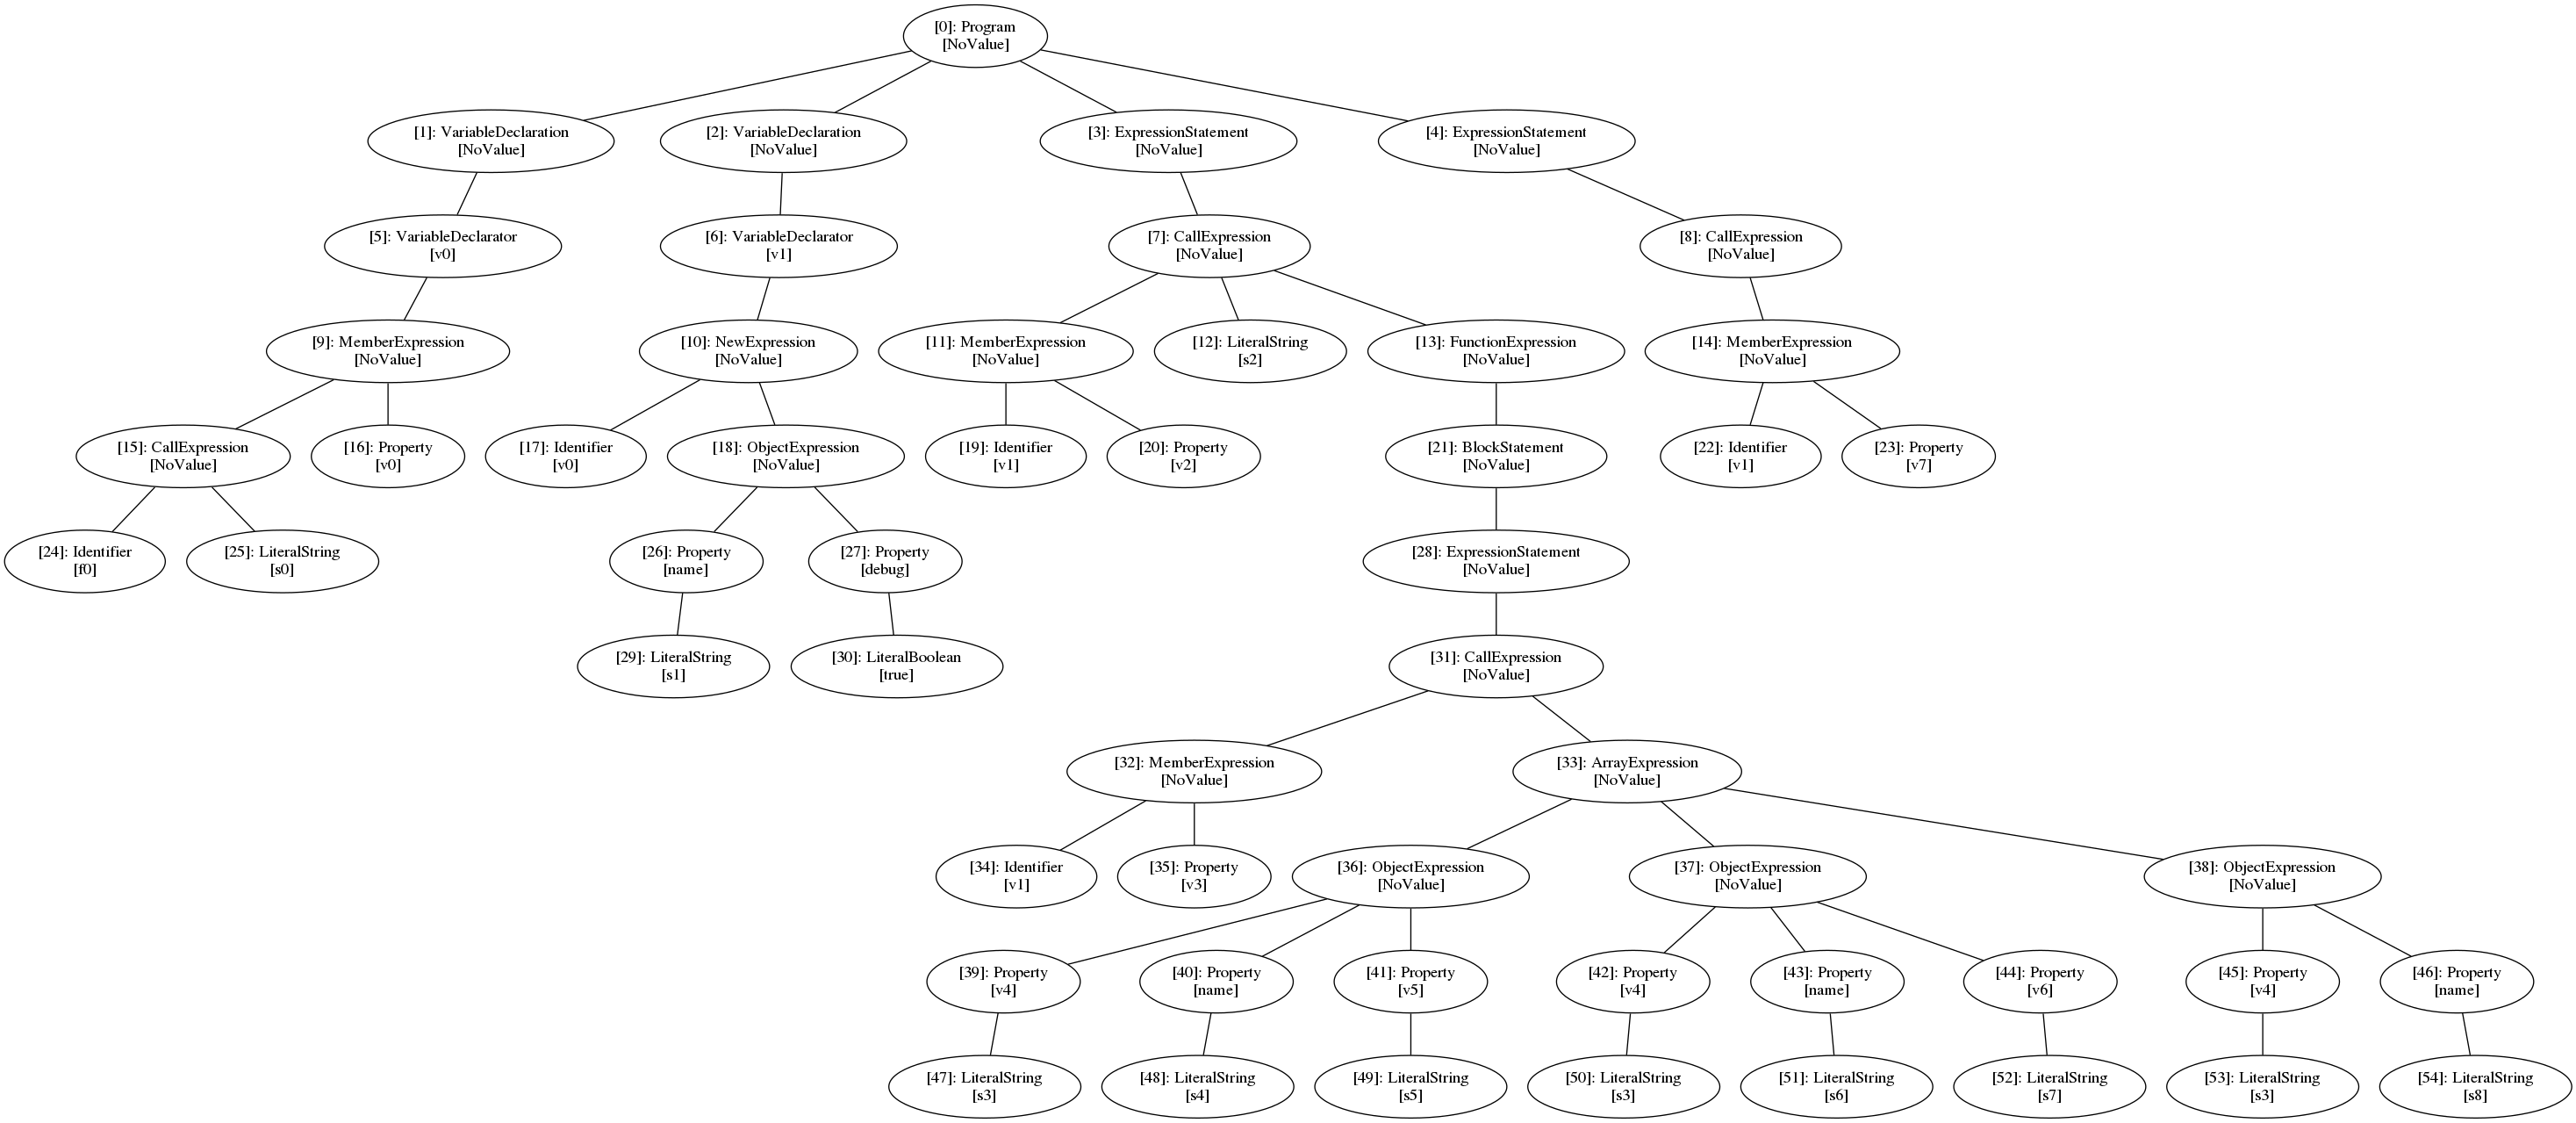 [0]: Program
[NoValue]
[1]: VariableDeclaration
[NoValue]
[2]: VariableDeclaration
[NoValue]
[3]: ExpressionStatement
[NoValue]
[4]: ExpressionStatement
[NoValue]
[5]: VariableDeclarator
[v0]
[6]: VariableDeclarator
[v1]
[7]: CallExpression
[NoValue]
[8]: CallExpression
[NoValue]
[9]: MemberExpression
[NoValue]
[10]: NewExpression
[NoValue]
[11]: MemberExpression
[NoValue]
[12]: LiteralString
[s2]
[13]: FunctionExpression
[NoValue]
[14]: MemberExpression
[NoValue]
[15]: CallExpression
[NoValue]
[16]: Property
[v0]
[17]: Identifier
[v0]
[18]: ObjectExpression
[NoValue]
[19]: Identifier
[v1]
[20]: Property
[v2]
[21]: BlockStatement
[NoValue]
[22]: Identifier
[v1]
[23]: Property
[v7]
[24]: Identifier
[f0]
[25]: LiteralString
[s0]
[26]: Property
[name]
[27]: Property
[debug]
[28]: ExpressionStatement
[NoValue]
[29]: LiteralString
[s1]
[30]: LiteralBoolean
[true]
[31]: CallExpression
[NoValue]
[32]: MemberExpression
[NoValue]
[33]: ArrayExpression
[NoValue]
[34]: Identifier
[v1]
[35]: Property
[v3]
[36]: ObjectExpression
[NoValue]
[37]: ObjectExpression
[NoValue]
[38]: ObjectExpression
[NoValue]
[39]: Property
[v4]
[40]: Property
[name]
[41]: Property
[v5]
[42]: Property
[v4]
[43]: Property
[name]
[44]: Property
[v6]
[45]: Property
[v4]
[46]: Property
[name]
[47]: LiteralString
[s3]
[48]: LiteralString
[s4]
[49]: LiteralString
[s5]
[50]: LiteralString
[s3]
[51]: LiteralString
[s6]
[52]: LiteralString
[s7]
[53]: LiteralString
[s3]
[54]: LiteralString
[s8]